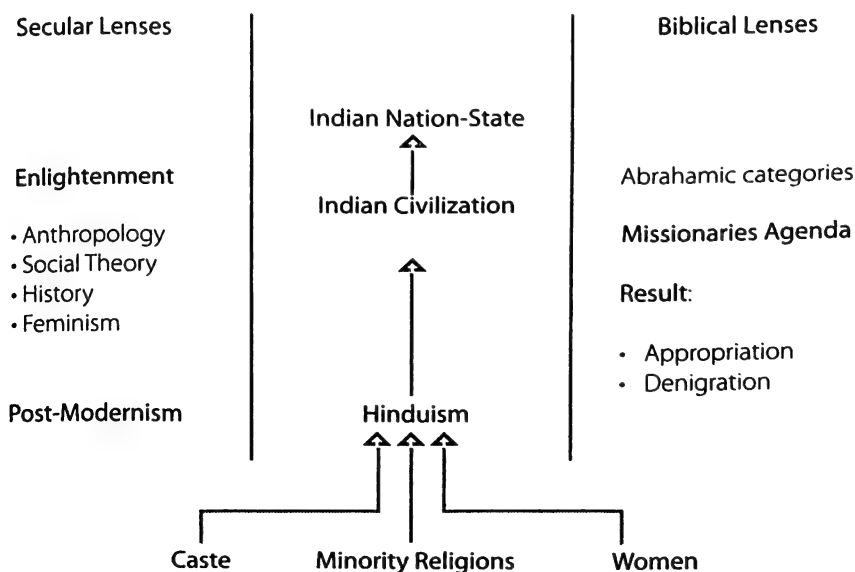 Secular Lenses
Biblical Lenses
Indian Nation-State
Enlightenment
Abrahamic categories
Indian Civilization
• Anthropology
Missionaries Agenda
• Social Theory
• History
Result:
• Feminism
• Appropriation
• Denigration
Post-Modernism
Hinduism
Caste
Minority Religions
Women